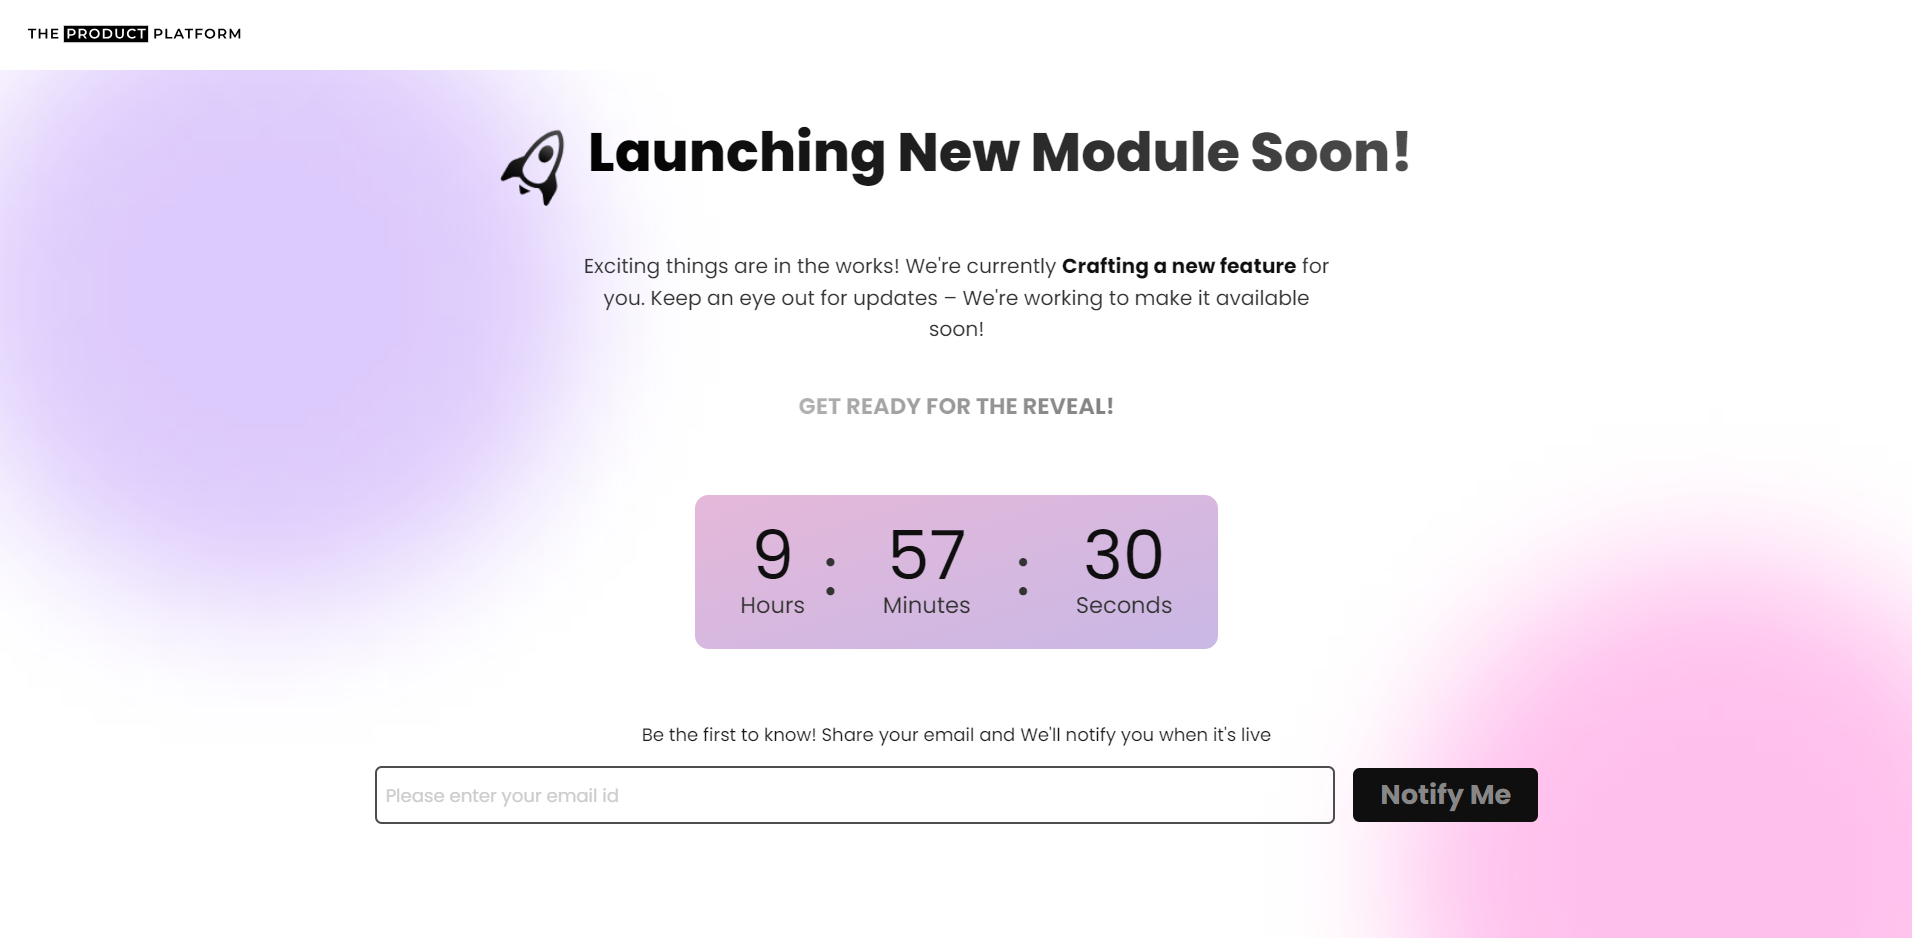 THE PRODUCT PLATFORM
Launching New Module Soon!
Exciting things are in the works! We're currently Crafting a new feature for
you. Keep an eye out for updates – We're working to make it available
soon!
GET READY FOR THE REVEAL!
9 : 57 : 30
Hours Minutes Seconds
Be the first to know! Share your email and We'll notify you when it's live
Please enter your email id
Notify Me